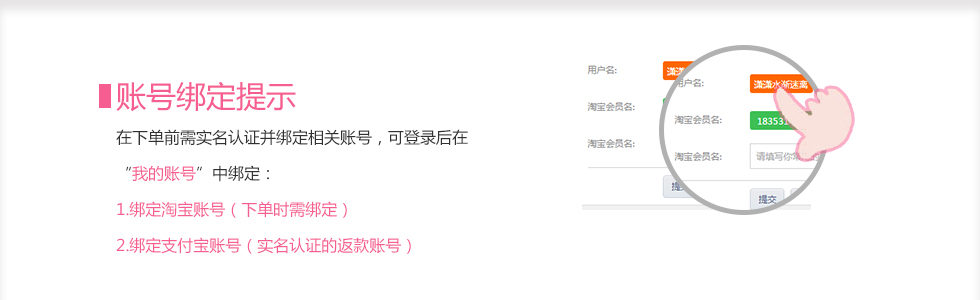 账号绑定提示
在下单前需实名认证并绑定相关账号，可登录后在
“我的账号”中绑定：
1.绑定淘宝账号（下单时需绑定）
2.绑定支付宝账号（实名认证的返款账号）
用户名:
潇潇
淘宝会员名:
淘宝会员名:
提
用户名:
潇潇水渐迷离
淘宝会员名:
1835
淘宝会员名:
请填写你
提交